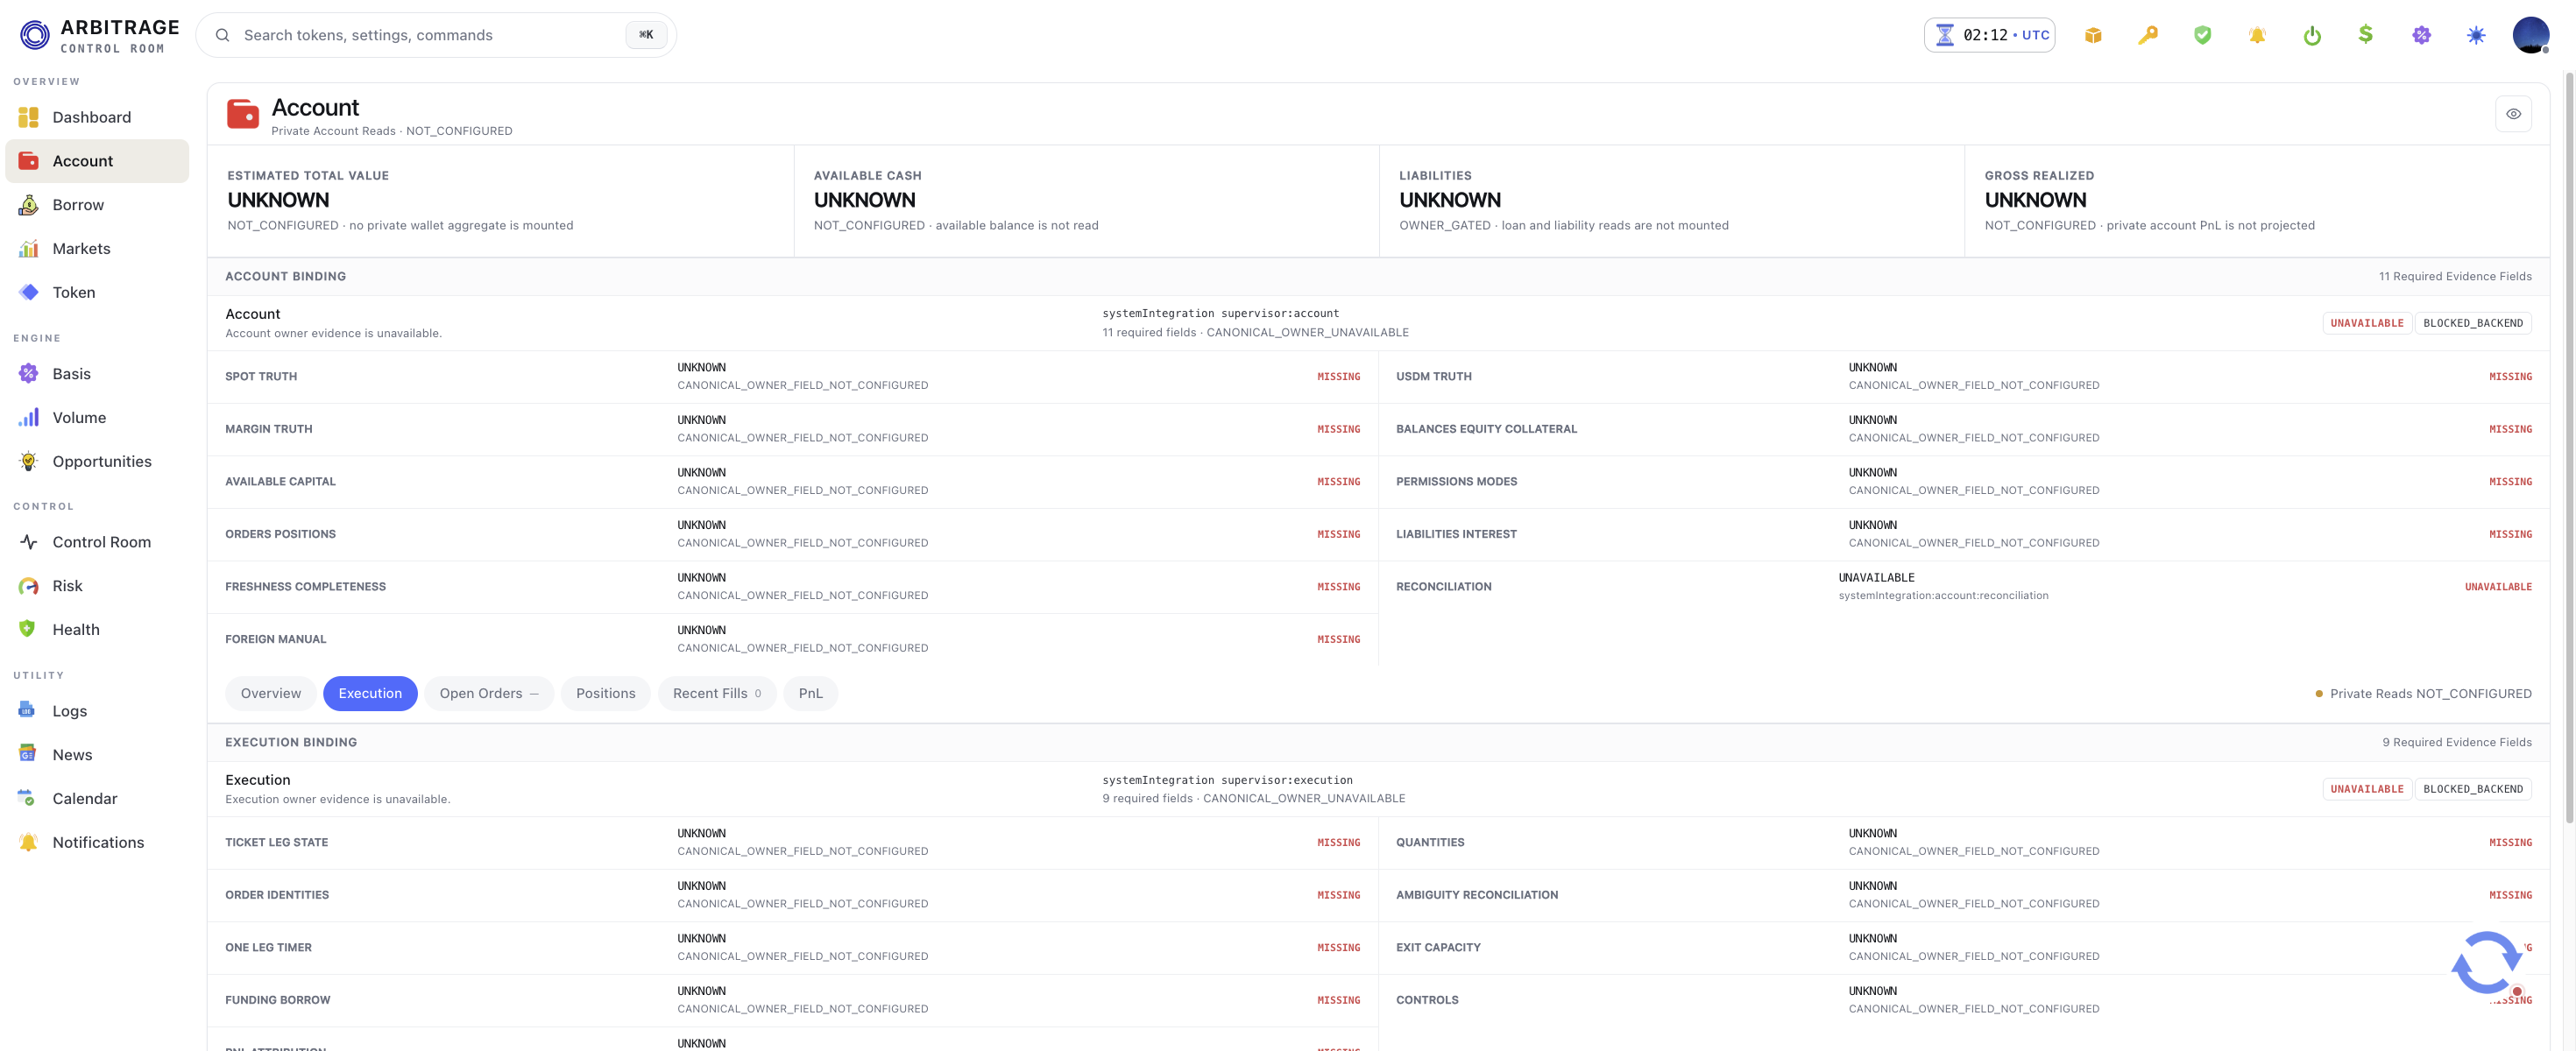 ARBITRAGE
CONTROL ROOM
Search tokens, settings, commands
⌘K
02:12 • UTC
OVERVIEW
Dashboard
Account
Borrow
Markets
Token
ENGINE
Basis
Volume
Opportunities
CONTROL
Control Room
Risk
Health
UTILITY
Logs
News
Calendar
Notifications
Account
Private Account Reads · NOT_CONFIGURED
ESTIMATED TOTAL VALUE
UNKNOWN
NOT_CONFIGURED · no private wallet aggregate is mounted
AVAILABLE CASH
UNKNOWN
NOT_CONFIGURED · available balance is not read
LIABILITIES
UNKNOWN
OWNER_GATED · loan and liability reads are not mounted
GROSS REALIZED
UNKNOWN
NOT_CONFIGURED · private account PnL is not projected
ACCOUNT BINDING
11 Required Evidence Fields
Account
Account owner evidence is unavailable.
systemIntegration supervisor:account
11 required fields · CANONICAL_OWNER_UNAVAILABLE
UNAVAILABLE BLOCKED_BACKEND
SPOT TRUTH
UNKNOWN
CANONICAL_OWNER_FIELD_NOT_CONFIGURED
MISSING
USDM TRUTH
UNKNOWN
CANONICAL_OWNER_FIELD_NOT_CONFIGURED
MISSING
MARGIN TRUTH
UNKNOWN
CANONICAL_OWNER_FIELD_NOT_CONFIGURED
MISSING
BALANCES EQUITY COLLATERAL
UNKNOWN
CANONICAL_OWNER_FIELD_NOT_CONFIGURED
MISSING
AVAILABLE CAPITAL
UNKNOWN
CANONICAL_OWNER_FIELD_NOT_CONFIGURED
MISSING
PERMISSIONS MODES
UNKNOWN
CANONICAL_OWNER_FIELD_NOT_CONFIGURED
MISSING
ORDERS POSITIONS
UNKNOWN
CANONICAL_OWNER_FIELD_NOT_CONFIGURED
MISSING
LIABILITIES INTEREST
UNKNOWN
CANONICAL_OWNER_FIELD_NOT_CONFIGURED
MISSING
FRESHNESS COMPLETENESS
UNKNOWN
CANONICAL_OWNER_FIELD_NOT_CONFIGURED
MISSING
RECONCILIATION
UNAVAILABLE
systemIntegration:account:reconciliation
UNAVAILABLE
FOREIGN MANUAL
UNKNOWN
CANONICAL_OWNER_FIELD_NOT_CONFIGURED
MISSING
Overview
Execution
Open Orders —
Positions
Recent Fills 0
PnL
Private Reads NOT_CONFIGURED
EXECUTION BINDING
9 Required Evidence Fields
Execution
Execution owner evidence is unavailable.
systemIntegration supervisor:execution
9 required fields · CANONICAL_OWNER_UNAVAILABLE
UNAVAILABLE BLOCKED_BACKEND
TICKET LEG STATE
UNKNOWN
CANONICAL_OWNER_FIELD_NOT_CONFIGURED
MISSING
QUANTITIES
UNKNOWN
CANONICAL_OWNER_FIELD_NOT_CONFIGURED
MISSING
ORDER IDENTITIES
UNKNOWN
CANONICAL_OWNER_FIELD_NOT_CONFIGURED
MISSING
AMBIGUITY RECONCILIATION
UNKNOWN
CANONICAL_OWNER_FIELD_NOT_CONFIGURED
MISSING
ONE LEG TIMER
UNKNOWN
CANONICAL_OWNER_FIELD_NOT_CONFIGURED
MISSING
EXIT CAPACITY
UNKNOWN
CANONICAL_OWNER_FIELD_NOT_CONFIGURED
FUNDING BORROW
UNKNOWN
CANONICAL_OWNER_FIELD_NOT_CONFIGURED
MISSING
CONTROLS
UNKNOWN
CANONICAL_OWNER_FIELD_NOT_CONFIGURED
MISSING
UNKNOWN